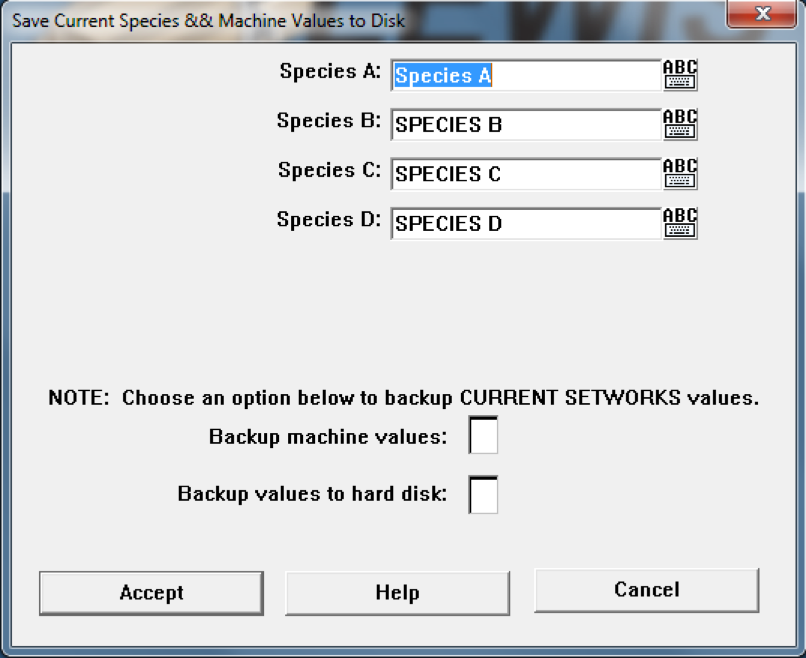 Save Current Species && Machine Values to Disk
X
Species A: Species A ABC
Species B: SPECIES B ABC
Species C: SPECIES C ABC
Species D: SPECIES D ABC
NOTE: Choose an option below to backup CURRENT SETWORKS values.
Backup machine values:
Backup values to hard disk:
Accept Help Cancel